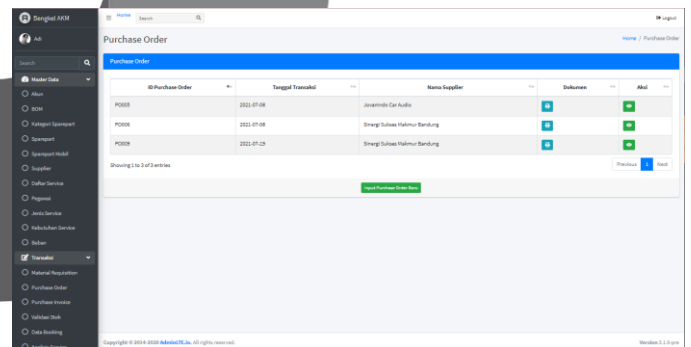 Bengkel AKM
Home
Search
Logout
Adi
Purchase Order
Home / Purchase Order
Search
Purchase Order
Master Data
Akun
BOM
Kategori Sparepart
Sparepart
Sparepart Mobil
Supplier
Daftar Service
Pegawai
Jenis Service
Kebutuhan Service
Beban
Transaksi
Material Requisition
Purchase Order
Purchase Invoice
Validasi Stok
Data Booking
ID Purchase Order Tanggal Transaksi Nama Supplier Dokumen Aksi
2021-07-08 Jovanindo Car Audio
2021-07-08 Sinergi Sukses Makmur Bandung
PO009 2021-07-19 Sinergi Sukses Makmur Bandung
Showing 1 to 3 of 3 entries
Previous 1 Next
Input Purchase Order Baru
Copyright © 2014-2020 AdminLTE.io. All rights reserved.
Version 3.1.0-pre